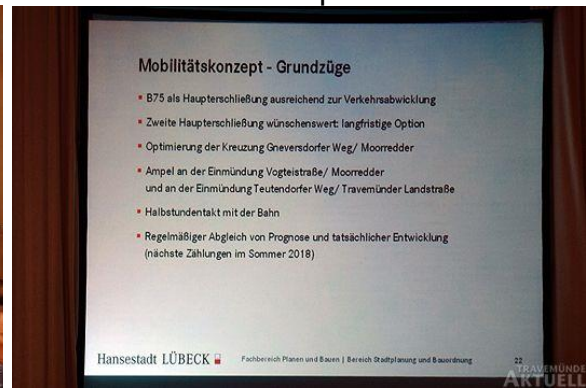 Mobilitätskonzept - Grundzüge
B75 als Haupterschließung ausreichend zur Verkehrsabwicklung
Zweite Haupterschließung wünschenswert: langfristige Option
Optimierung der Kreuzung Gneversdorfer Weg/ Moorredder
Ampel an der Einmündung Vogteistraße/ Moorredder
und an der Einmündung Teutendorfer Weg/ Travemünder Landstraße
Halbstundentakt mit der Bahn
Regelmäßiger Abgleich von Prognose und tatsächlicher Entwicklung
(nächste Zählungen im Sommer 2018)
Hansestadt LÜBECK Fachbereich Planen und Bauen | Bereich Stadtplanung und Bauordnung 22
TRAVEMÜNDE
AKTUELL